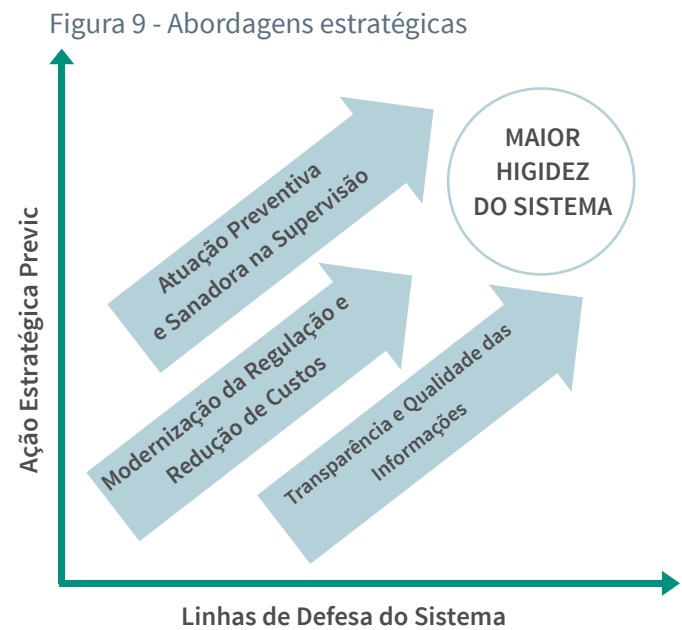 Figura 9 - Abordagens estratégicas
Ação Estratégica Previc
Atuação Preventiva
e Sanadora na Supervisão
MAIOR
HIGIDEZ
DO SISTEMA
Modernização da Regulação e
Redução de Custos
Transparência e Qualidade das
Informações
Linhas de Defesa do Sistema